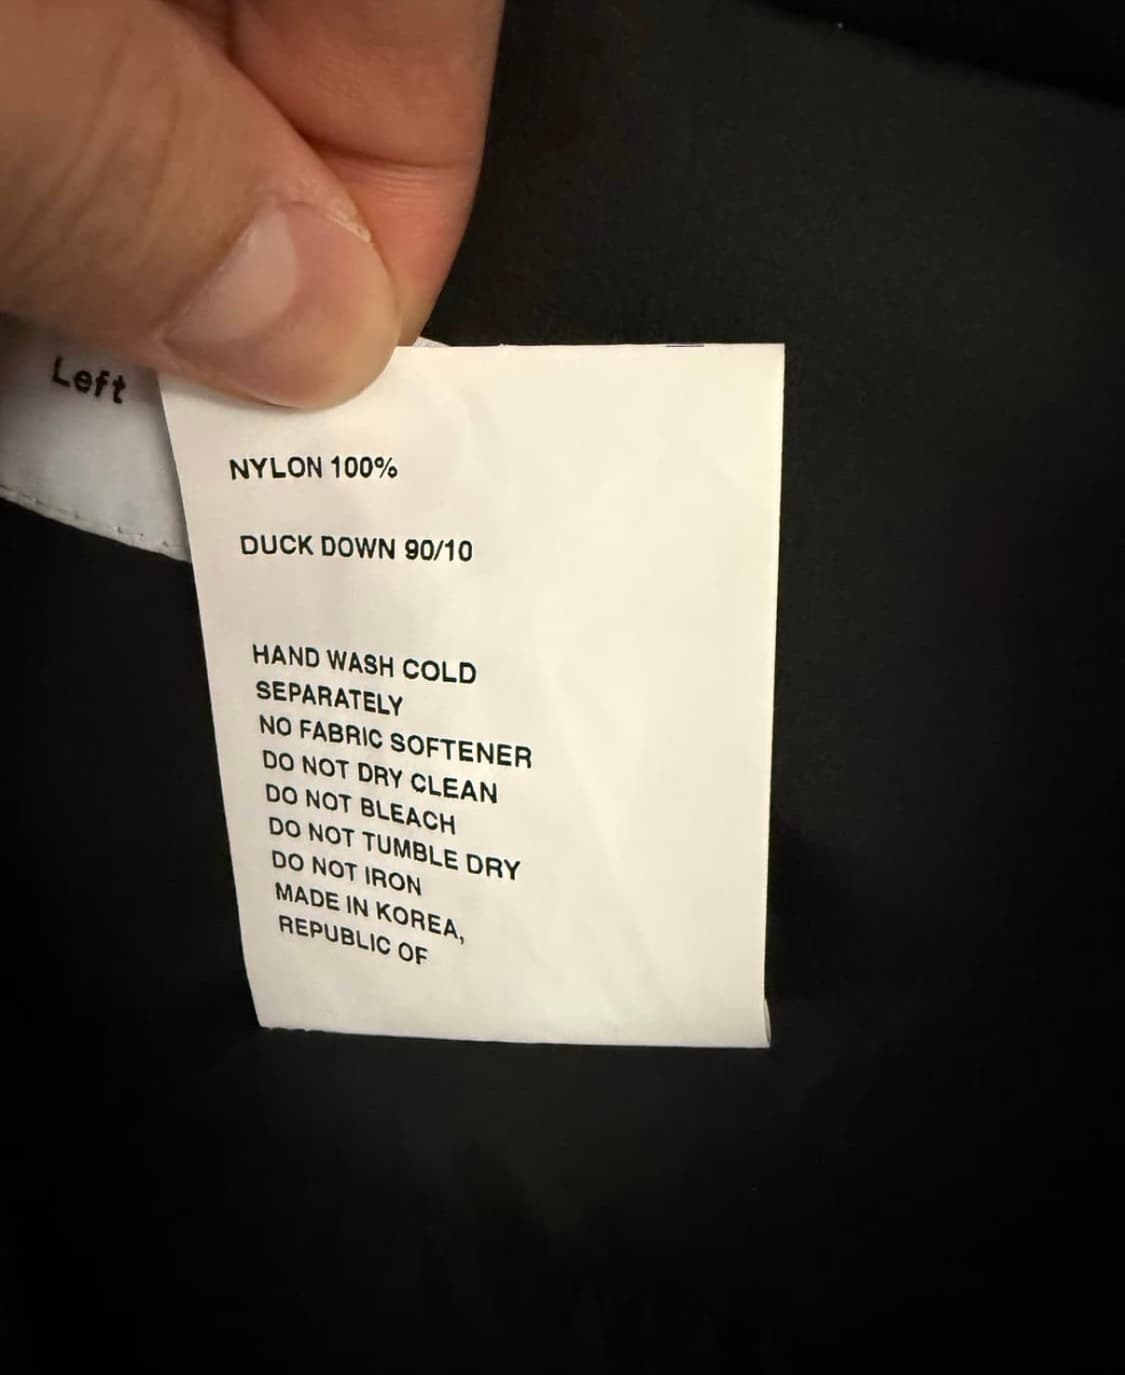 Left
NYLON 100%
DUCK DOWN 90/10
HAND WASH COLD
SEPARATELY
NO FABRIC SOFTENER
DO NOT DRY CLEAN
DO NOT BLEACH
DO NOT TUMBLE DRY
DO NOT IRON
MADE IN KOREA,
REPUBLIC OF